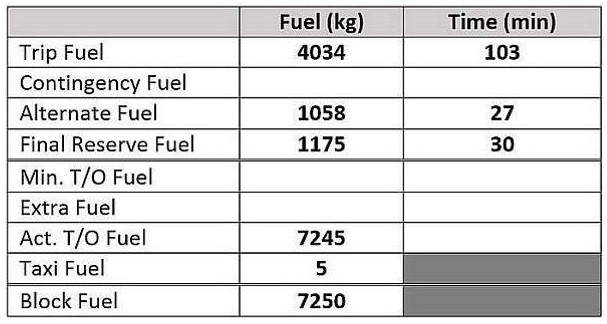 Fuel (kg) Time (min)
Trip Fuel 4034 103
Contingency Fuel
Alternate Fuel 1058 27
Final Reserve Fuel 1175 30
Min. T/O Fuel
Extra Fuel
Act. T/O Fuel 7245
Taxi Fuel 5
Block Fuel 7250